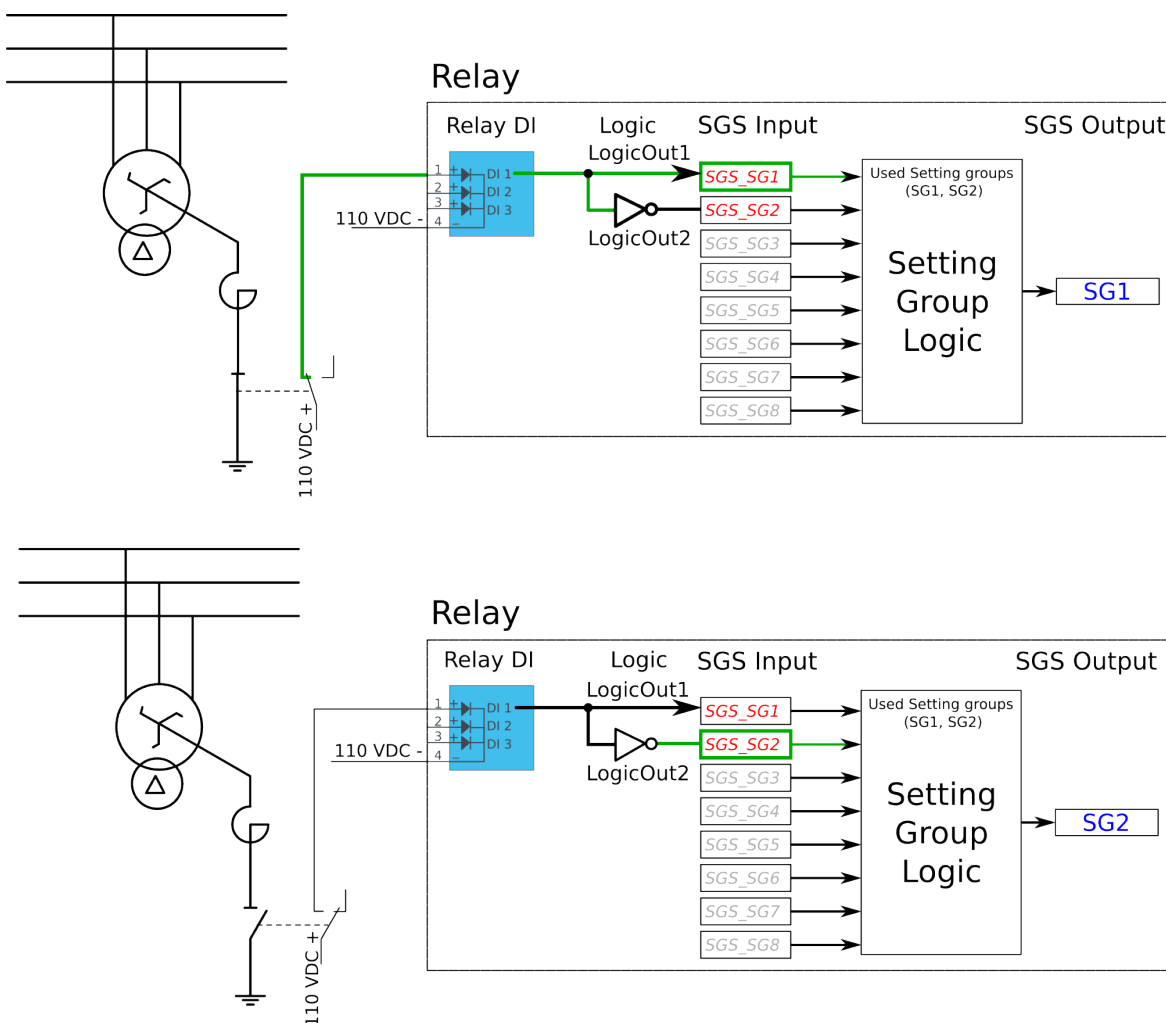 Relay
Relay DI
Logic
SGS Input
SGS Output
LogicOut1
1 +
DI 1
2 +
DI 2
3 +
DI 3
4 −
110 VDC -
LogicOut2
SGS_SG1
SGS_SG2
SGS_SG3
SGS_SG4
SGS_SG5
SGS_SG6
SGS_SG7
SGS_SG8
Used Setting groups
(SG1, SG2)
Setting
Group
Logic
SG1
Δ
110 VDC +
Relay
Relay DI
Logic
SGS Input
SGS Output
LogicOut1
1 +
DI 1
2 +
DI 2
3 +
DI 3
4 −
110 VDC -
LogicOut2
SGS_SG1
SGS_SG2
SGS_SG3
SGS_SG4
SGS_SG5
SGS_SG6
SGS_SG7
SGS_SG8
Used Setting groups
(SG1, SG2)
Setting
Group
Logic
SG2
Δ
110 VDC +